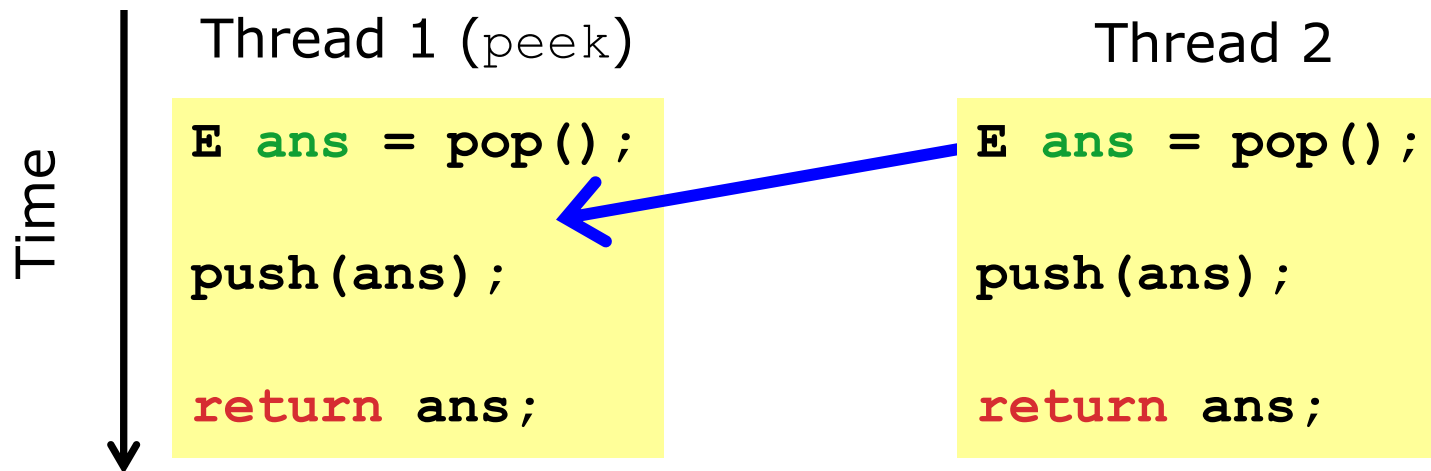 Time
Thread 1 (peek)
E ans = pop();
push(ans);
return ans;
Thread 2
E ans = pop();
push(ans);
return ans;